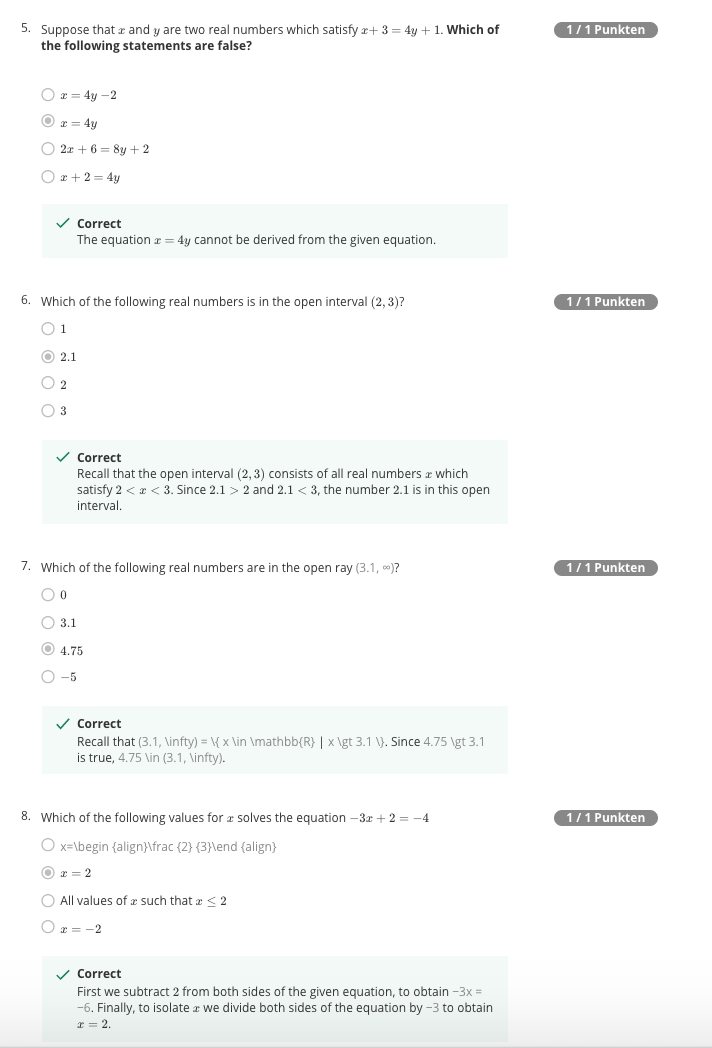 5. Suppose that x and y are two real numbers which satisfy x+ 3 = 4y + 1. Which of
1 / 1 Punkten
the following statements are false?
x = 4y −2
x = 4y
2x + 6 = 8y + 2
x + 2 = 4y
Correct
The equation x = 4y cannot be derived from the given equation.
6. Which of the following real numbers is in the open interval (2, 3)?
1 / 1 Punkten
1
2.1
2
3
Correct
Recall that the open interval (2, 3) consists of all real numbers x which
satisfy 2 < x < 3. Since 2.1 > 2 and 2.1 < 3, the number 2.1 is in this open
interval.
7. Which of the following real numbers are in the open ray (3.1, ∞)?
1 / 1 Punkten
0
3.1
4.75
−5
Correct
Recall that (3.1, \infty) = \{ x \in \mathbb{R} | x \gt 3.1 \}. Since 4.75 \gt 3.1
is true, 4.75 \in (3.1, \infty).
8. Which of the following values for x solves the equation −3x + 2 = −4
1 / 1 Punkten
x=\begin {align}\frac {2} {3}\end {align}
x = 2
All values of x such that x ≤ 2
x = −2
Correct
First we subtract 2 from both sides of the given equation, to obtain −3x =
−6. Finally, to isolate x we divide both sides of the equation by −3 to obtain
x = 2.